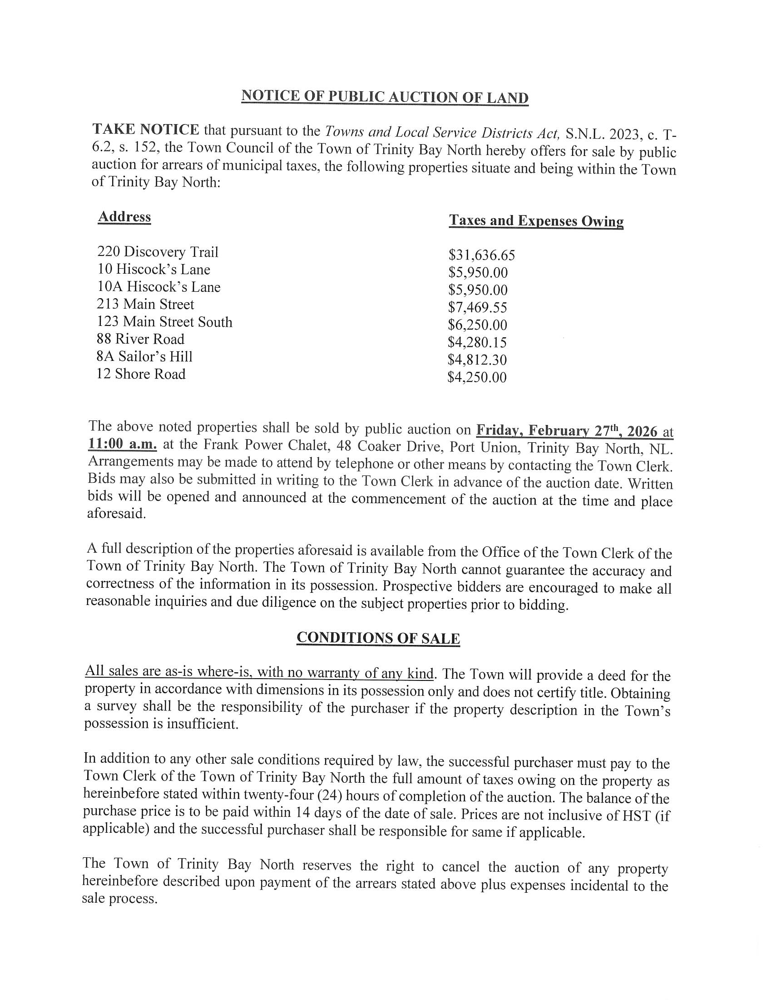 NOTICE OF PUBLIC AUCTION OF LAND
TAKE NOTICE that pursuant to the Towns and Local Service Districts Act, S.N.L. 2023, c. T-
6.2, s. 152, the Town Council of the Town of Trinity Bay North hereby offers for sale by public
auction for arrears of municipal taxes, the following properties situate and being within the Town
of Trinity Bay North:
Address Taxes and Expenses Owing
220 Discovery Trail $31,636.65
10 Hiscock's Lane $5,950.00
10A Hiscock's Lane $5,950.00
213 Main Street $7,469.55
123 Main Street South $6,250.00
88 River Road $4,280.15
8A Sailor's Hill $4,812.30
12 Shore Road $4,250.00
The above noted properties shall be sold by public auction on Friday, February 27th, 2026 at
11:00 a.m. at the Frank Power Chalet, 48 Coaker Drive, Port Union, Trinity Bay North, NL.
Arrangements may be made to attend by telephone or other means by contacting the Town Clerk.
Bids may also be submitted in writing to the Town Clerk in advance of the auction date. Written
bids will be opened and announced at the commencement of the auction at the time and place
aforesaid.
A full description of the properties aforesaid is available from the Office of the Town Clerk of the
Town of Trinity Bay North. The Town of Trinity Bay North cannot guarantee the accuracy and
correctness of the information in its possession. Prospective bidders are encouraged to make all
reasonable inquiries and due diligence on the subject properties prior to bidding.
CONDITIONS OF SALE
All sales are as-is where-is, with no warranty of any kind. The Town will provide a deed for the
property in accordance with dimensions in its possession only and does not certify title. Obtaining
a survey shall be the responsibility of the purchaser if the property description in the Town's
possession is insufficient.
In addition to any other sale conditions required by law, the successful purchaser must pay to the
Town Clerk of the Town of Trinity Bay North the full amount of taxes owing on the property as
hereinbefore stated within twenty-four (24) hours of completion of the auction. The balance of the
purchase price is to be paid within 14 days of the date of sale. Prices are not inclusive of HST (if
applicable) and the successful purchaser shall be responsible for same if applicable.
The Town of Trinity Bay North reserves the right to cancel the auction of any property
hereinbefore described upon payment of the arrears stated above plus expenses incidental to the
sale process.